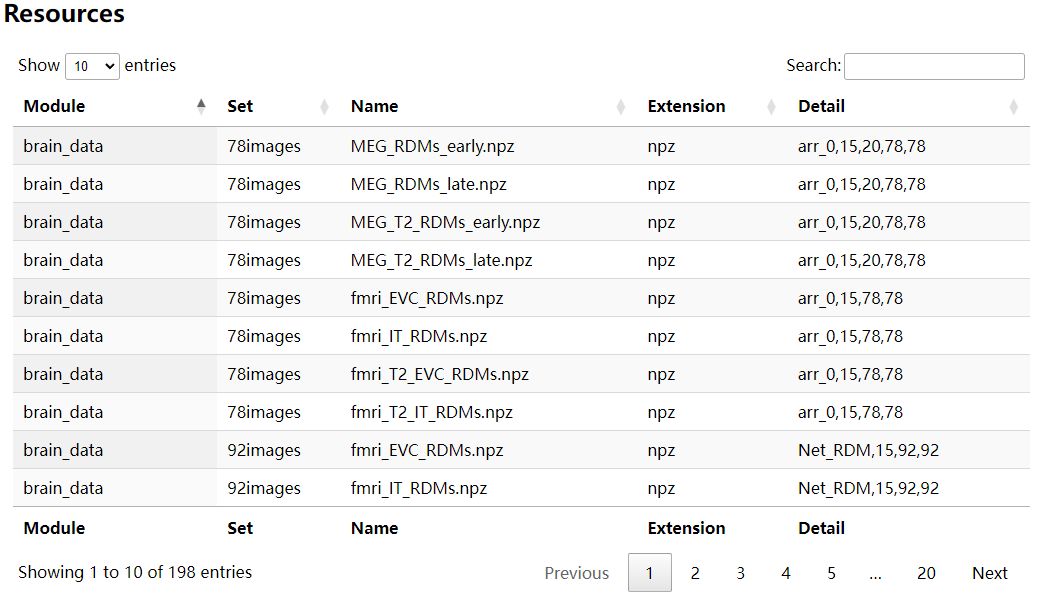 Resources
Show 10 entries Search:
Module Set Name Extension Detail
brain_data 78images MEG_RDMs_early.npz npz arr_0,15,20,78,78
brain_data 78images MEG_RDMs_late.npz npz arr_0,15,20,78,78
brain_data 78images MEG_T2_RDMs_early.npz npz arr_0,15,20,78,78
brain_data 78images MEG_T2_RDMs_late.npz npz arr_0,15,20,78,78
brain_data 78images fmri_EVC_RDMs.npz npz arr_0,15,78,78
brain_data 78images fmri_IT_RDMs.npz npz arr_0,15,78,78
brain_data 78images fmri_T2_EVC_RDMs.npz npz arr_0,15,78,78
brain_data 78images fmri_T2_IT_RDMs.npz npz arr_0,15,78,78
brain_data 92images fmri_EVC_RDMs.npz npz Net_RDM,15,92,92
brain_data 92images fmri_IT_RDMs.npz npz Net_RDM,15,92,92
Module Set Name Extension Detail
Showing 1 to 10 of 198 entries Previous 1 2 3 4 5 … 20 Next